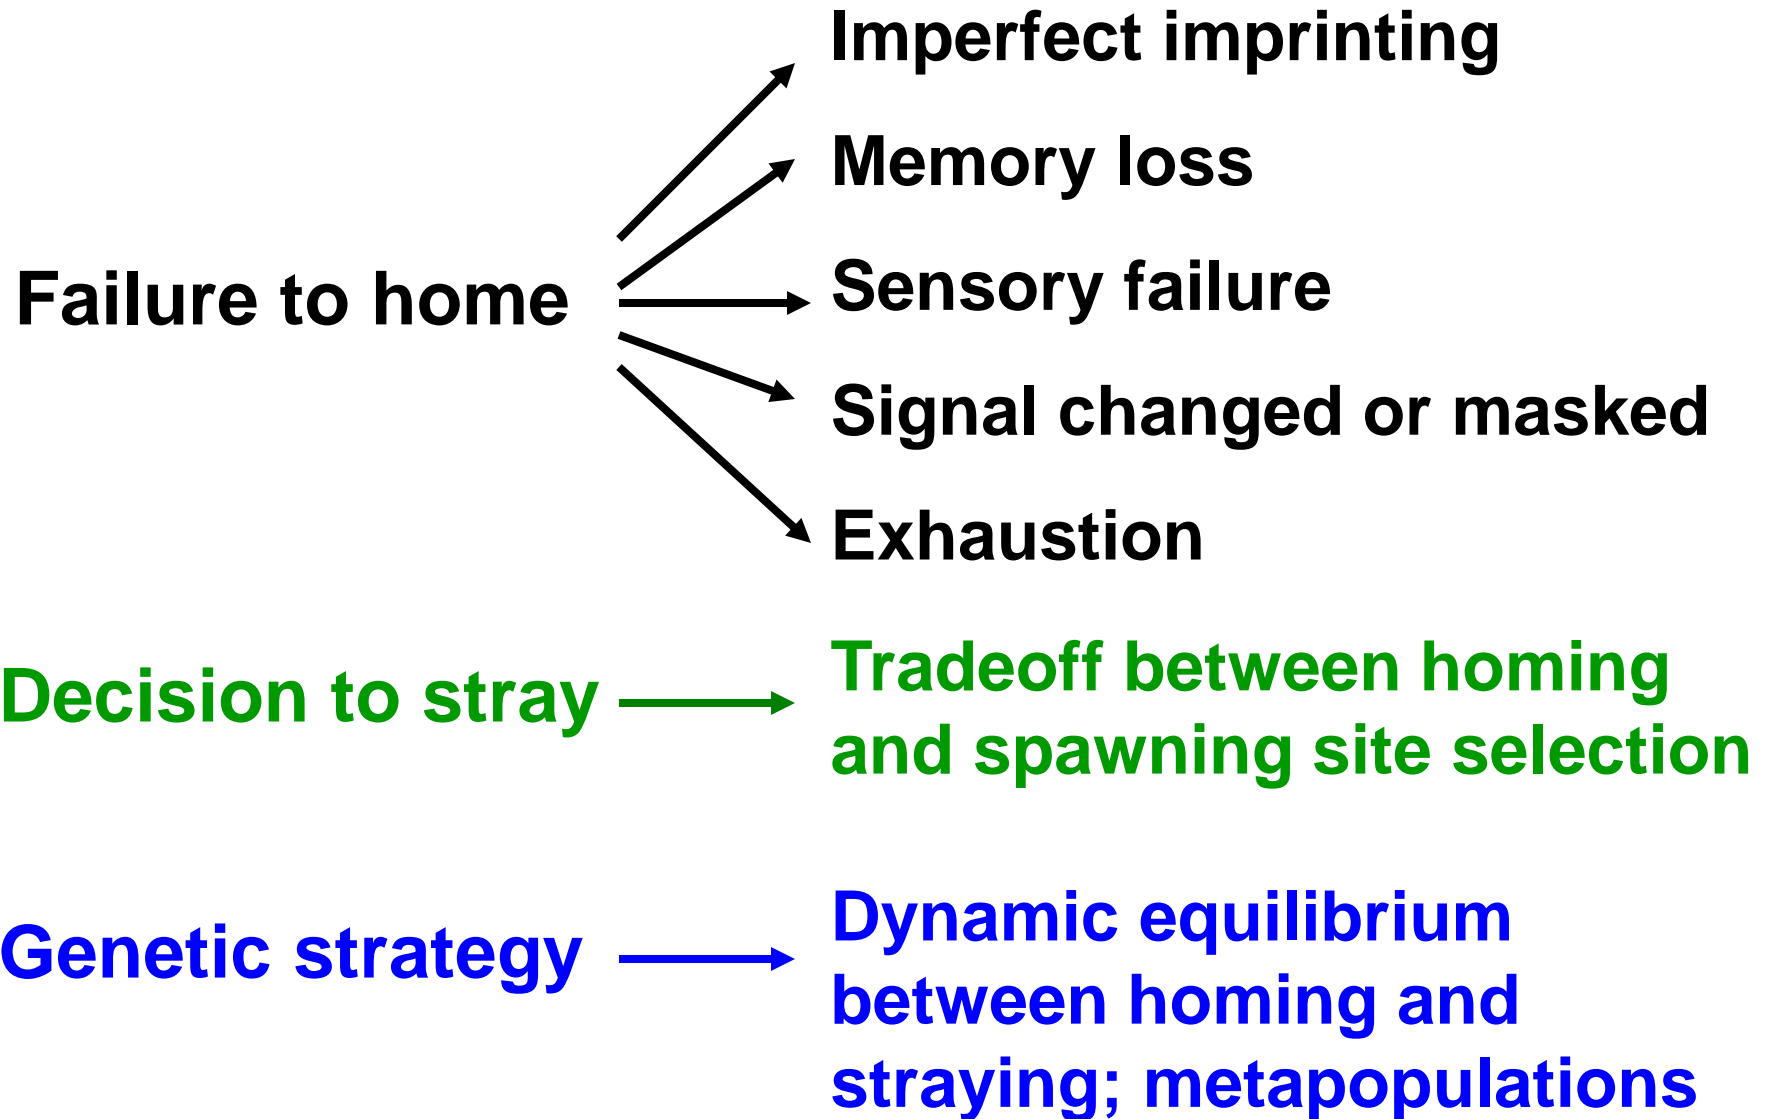 Failure to home
Imperfect imprinting
Memory loss
Sensory failure
Signal changed or masked
Exhaustion
Decision to stray
Tradeoff between homing
and spawning site selection
Genetic strategy
Dynamic equilibrium
between homing and
straying; metapopulations